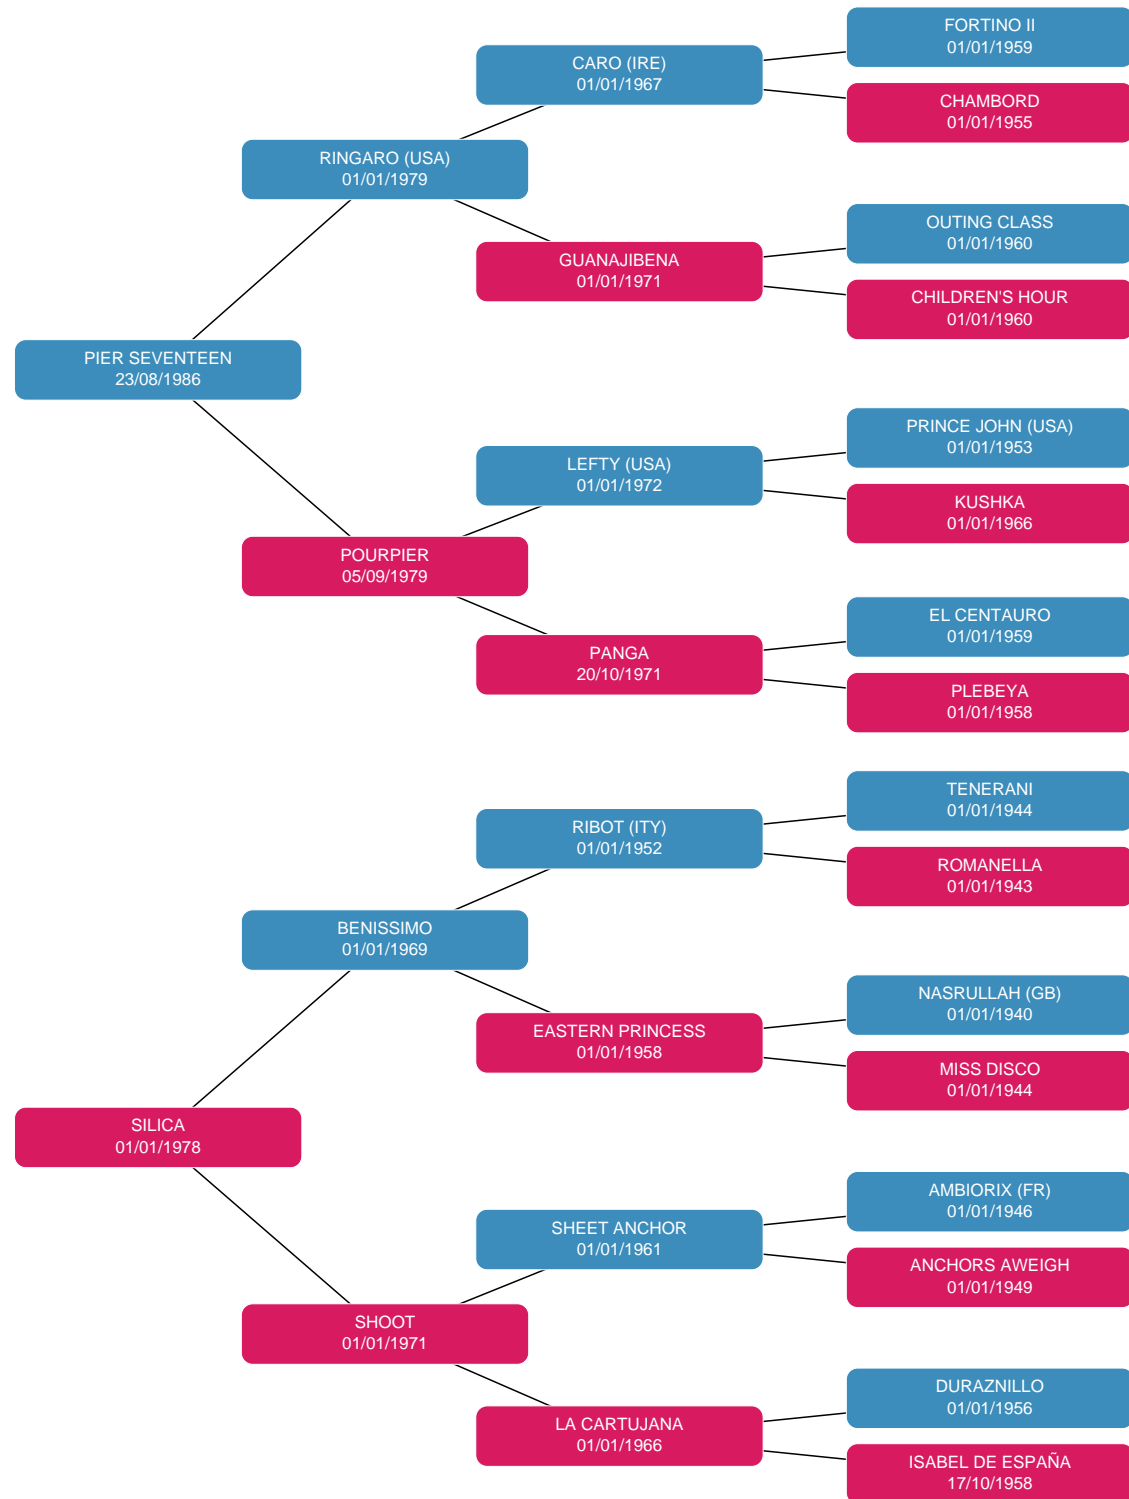 FORTINO II
01/01/1959
CARO (IRE)
01/01/1967
CHAMBORD
01/01/1955
RINGARO (USA)
01/01/1979
OUTING CLASS
01/01/1960
GUANAJIBENA
01/01/1971
CHILDREN'S HOUR
01/01/1960
PIER SEVENTEEN
23/08/1986
PRINCE JOHN (USA)
01/01/1953
LEFTY (USA)
01/01/1972
KUSHKA
01/01/1966
POURPIER
05/09/1979
EL CENTAURO
01/01/1959
PANGA
20/10/1971
PLEBEYA
01/01/1958
TENERANI
01/01/1944
RIBOT (ITY)
01/01/1952
ROMANELLA
01/01/1943
BENISSIMO
01/01/1969
NASRULLAH (GB)
01/01/1940
EASTERN PRINCESS
01/01/1958
MISS DISCO
01/01/1944
SILICA
01/01/1978
AMBIORIX (FR)
01/01/1946
SHEET ANCHOR
01/01/1961
ANCHORS AWEIGH
01/01/1949
SHOOT
01/01/1971
DURAZNILLO
01/01/1956
LA CARTUJANA
01/01/1966
ISABEL DE ESPAÑA
17/10/1958